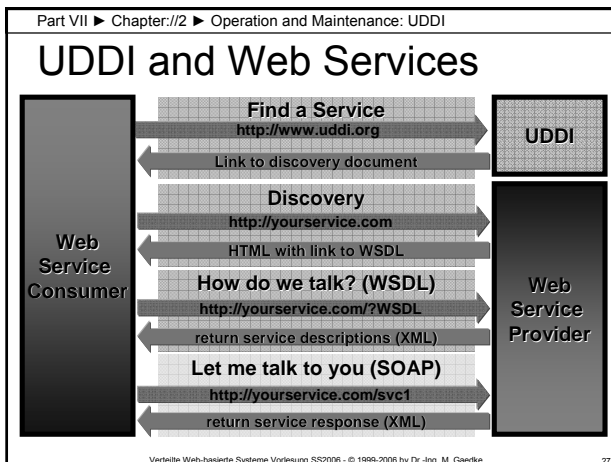 Part VII ► Chapter://2 ► Operation and Maintenance: UDDI
UDDI and Web Services
Find a Service
http://www.uddi.org
UDDI
Link to discovery document
Discovery
http://yourservice.com
HTML with link to WSDL
Web
Service
Consumer
How do we talk? (WSDL)
http://yourservice.com/?WSDL
return service descriptions (XML)
Web
Service
Provider
Let me talk to you (SOAP)
http://yourservice.com/svc1
return service response (XML)
Verteilte Web-basierte Systeme Vorlesung SS2006 - © 1999-2006 by Dr.-Ing. M. Gaedke
27